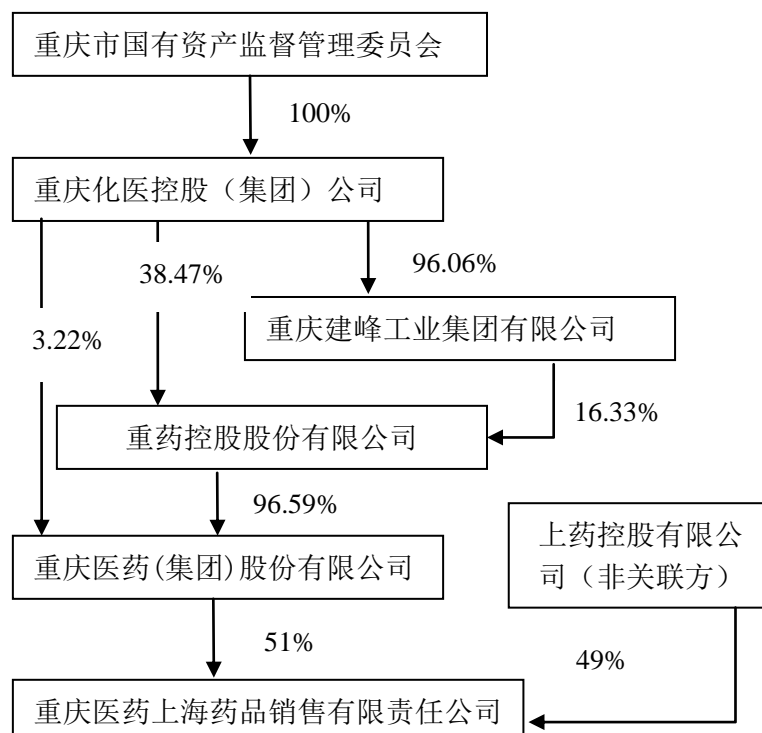 重庆市国有资产监督管理委员会
100%
重庆化医控股（集团）公司
38.47%
96.06%
3.22%
重庆建峰工业集团有限公司
16.33%
重药控股股份有限公司
96.59%
上药控股有限公
司（非关联方）
重庆医药(集团)股份有限公司
51%
49%
重庆医药上海药品销售有限责任公司